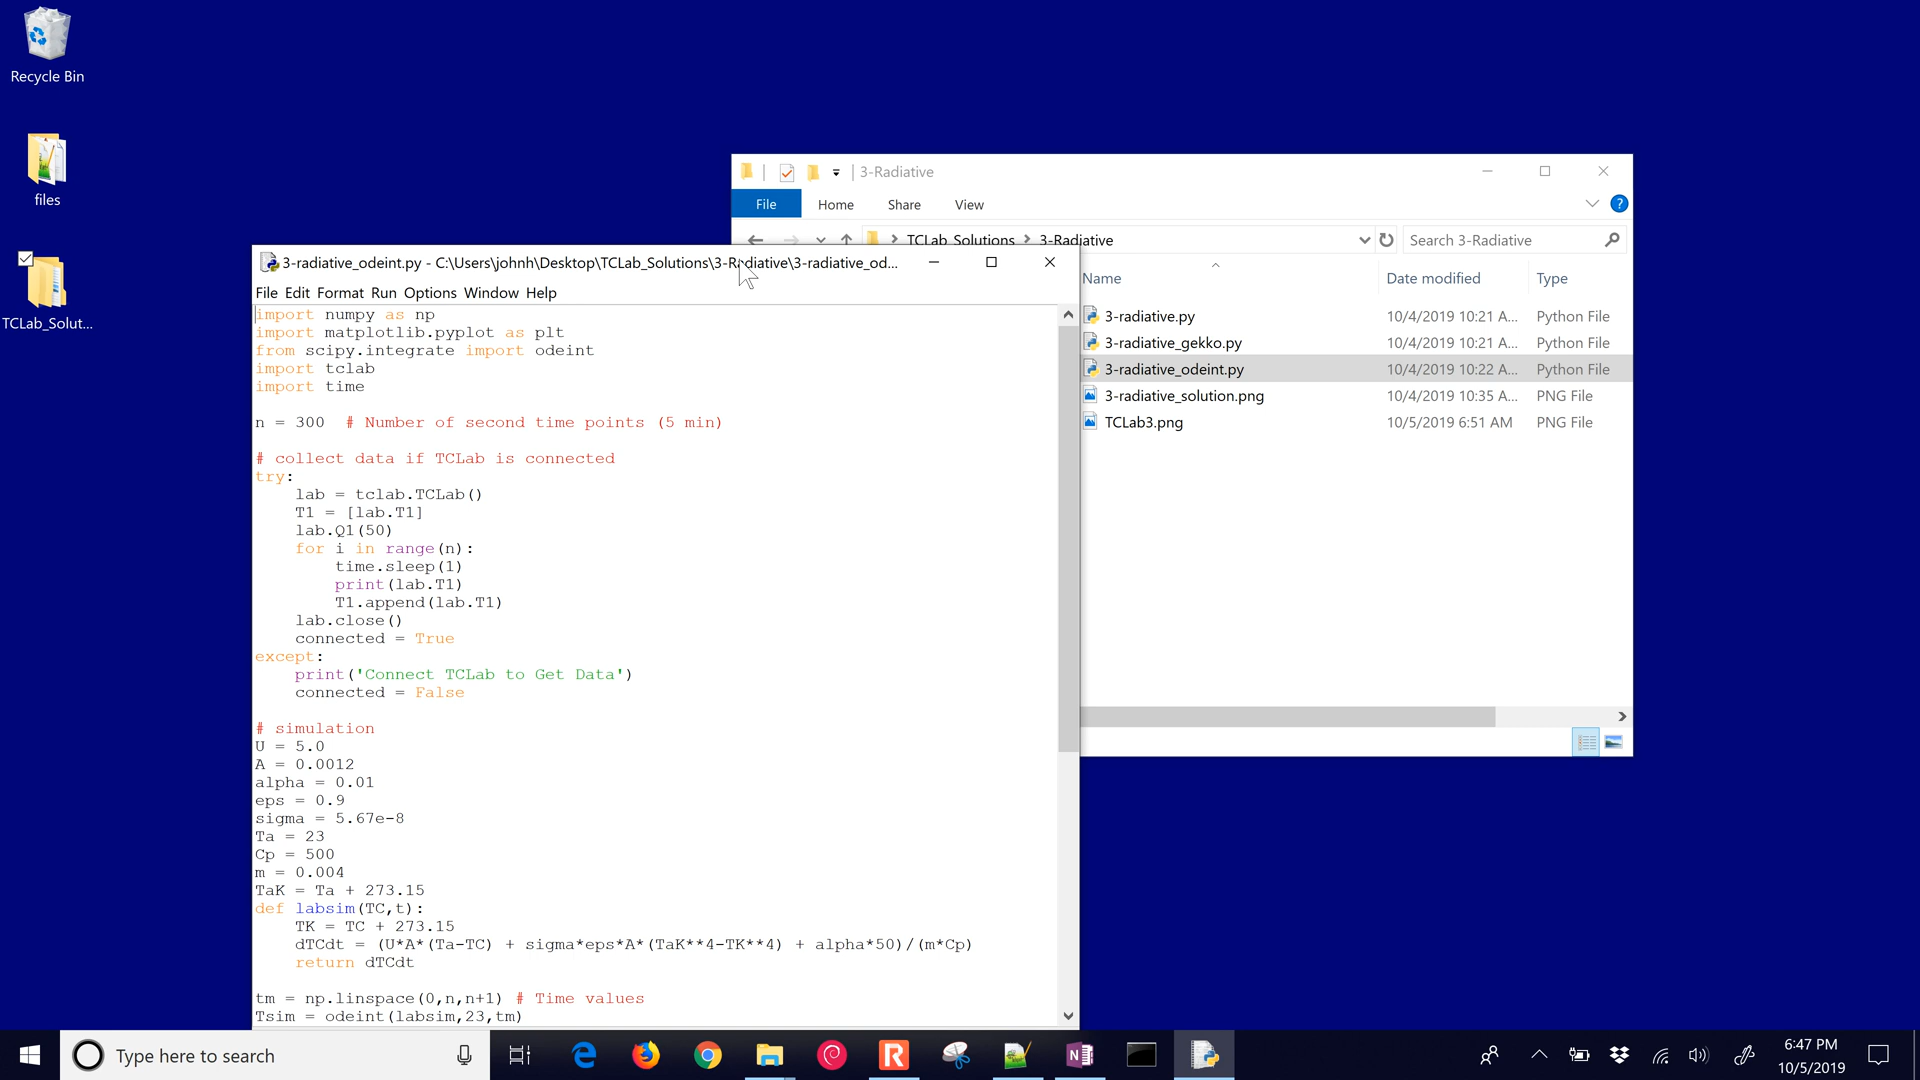 Recycle Bin
files
TCLab_Solut...
3-Radiative
File Home Share View
TCLab_Solutions 3-Radiative
Search 3-Radiative
Name Date modified Type
3-radiative.py 10/4/2019 10:21 A... Python File
3-radiative_gekko.py 10/4/2019 10:21 A... Python File
3-radiative_odeint.py 10/4/2019 10:22 A... Python File
3-radiative_solution.png 10/4/2019 10:35 A... PNG File
TCLab3.png 10/5/2019 6:51 AM PNG File
3-radiative_odeint.py - C:\Users\johnh\Desktop\TCLab_Solutions\3-Radiative\3-radiative_od...
File Edit Format Run Options Window Help
import numpy as np
import matplotlib.pyplot as plt
from scipy.integrate import odeint
import tclab
import time
n = 300  # Number of second time points (5 min)
# collect data if TCLab is connected
try:
    lab = tclab.TCLab()
    T1 = [lab.T1]
    lab.Q1(50)
    for i in range(n):
        time.sleep(1)
        print(lab.T1)
        T1.append(lab.T1)
    lab.close()
    connected = True
except:
    print('Connect TCLab to Get Data')
    connected = False
# simulation
U = 5.0
A = 0.0012
alpha = 0.01
eps = 0.9
sigma = 5.67e-8
Ta = 23
Cp = 500
m = 0.004
TaK = Ta + 273.15
def labsim(TC,t):
    TK = TC + 273.15
    dTCdt = (U*A*(Ta-TC) + sigma*eps*A*(TaK**4-TK**4) + alpha*50)/(m*Cp)
    return dTCdt
tm = np.linspace(0,n,n+1) # Time values
Tsim = odeint(labsim,23,tm)
Type here to search
6:47 PM
10/5/2019